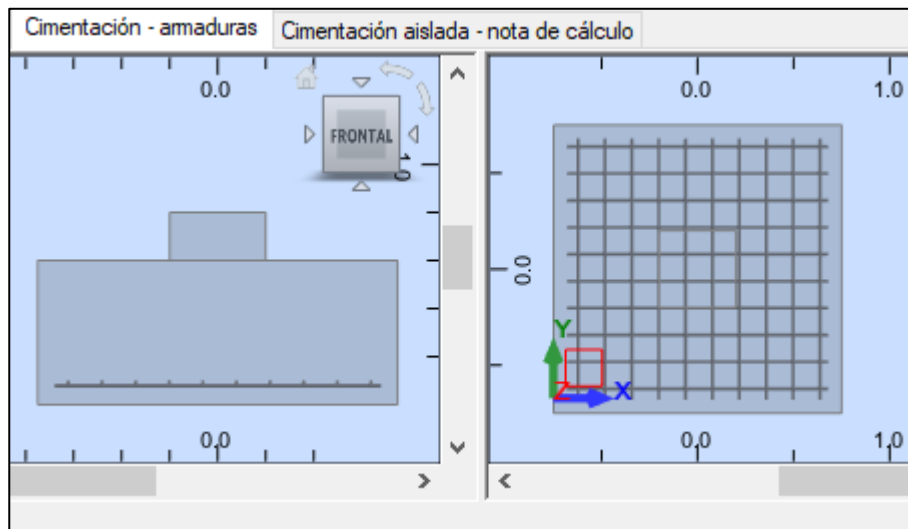 Cimentación - armaduras
Cimentación aislada - nota de cálculo
0.0
FRONTAL
0.0
0.0
1.0
0.0
Y
Z
X
0.0
1.0